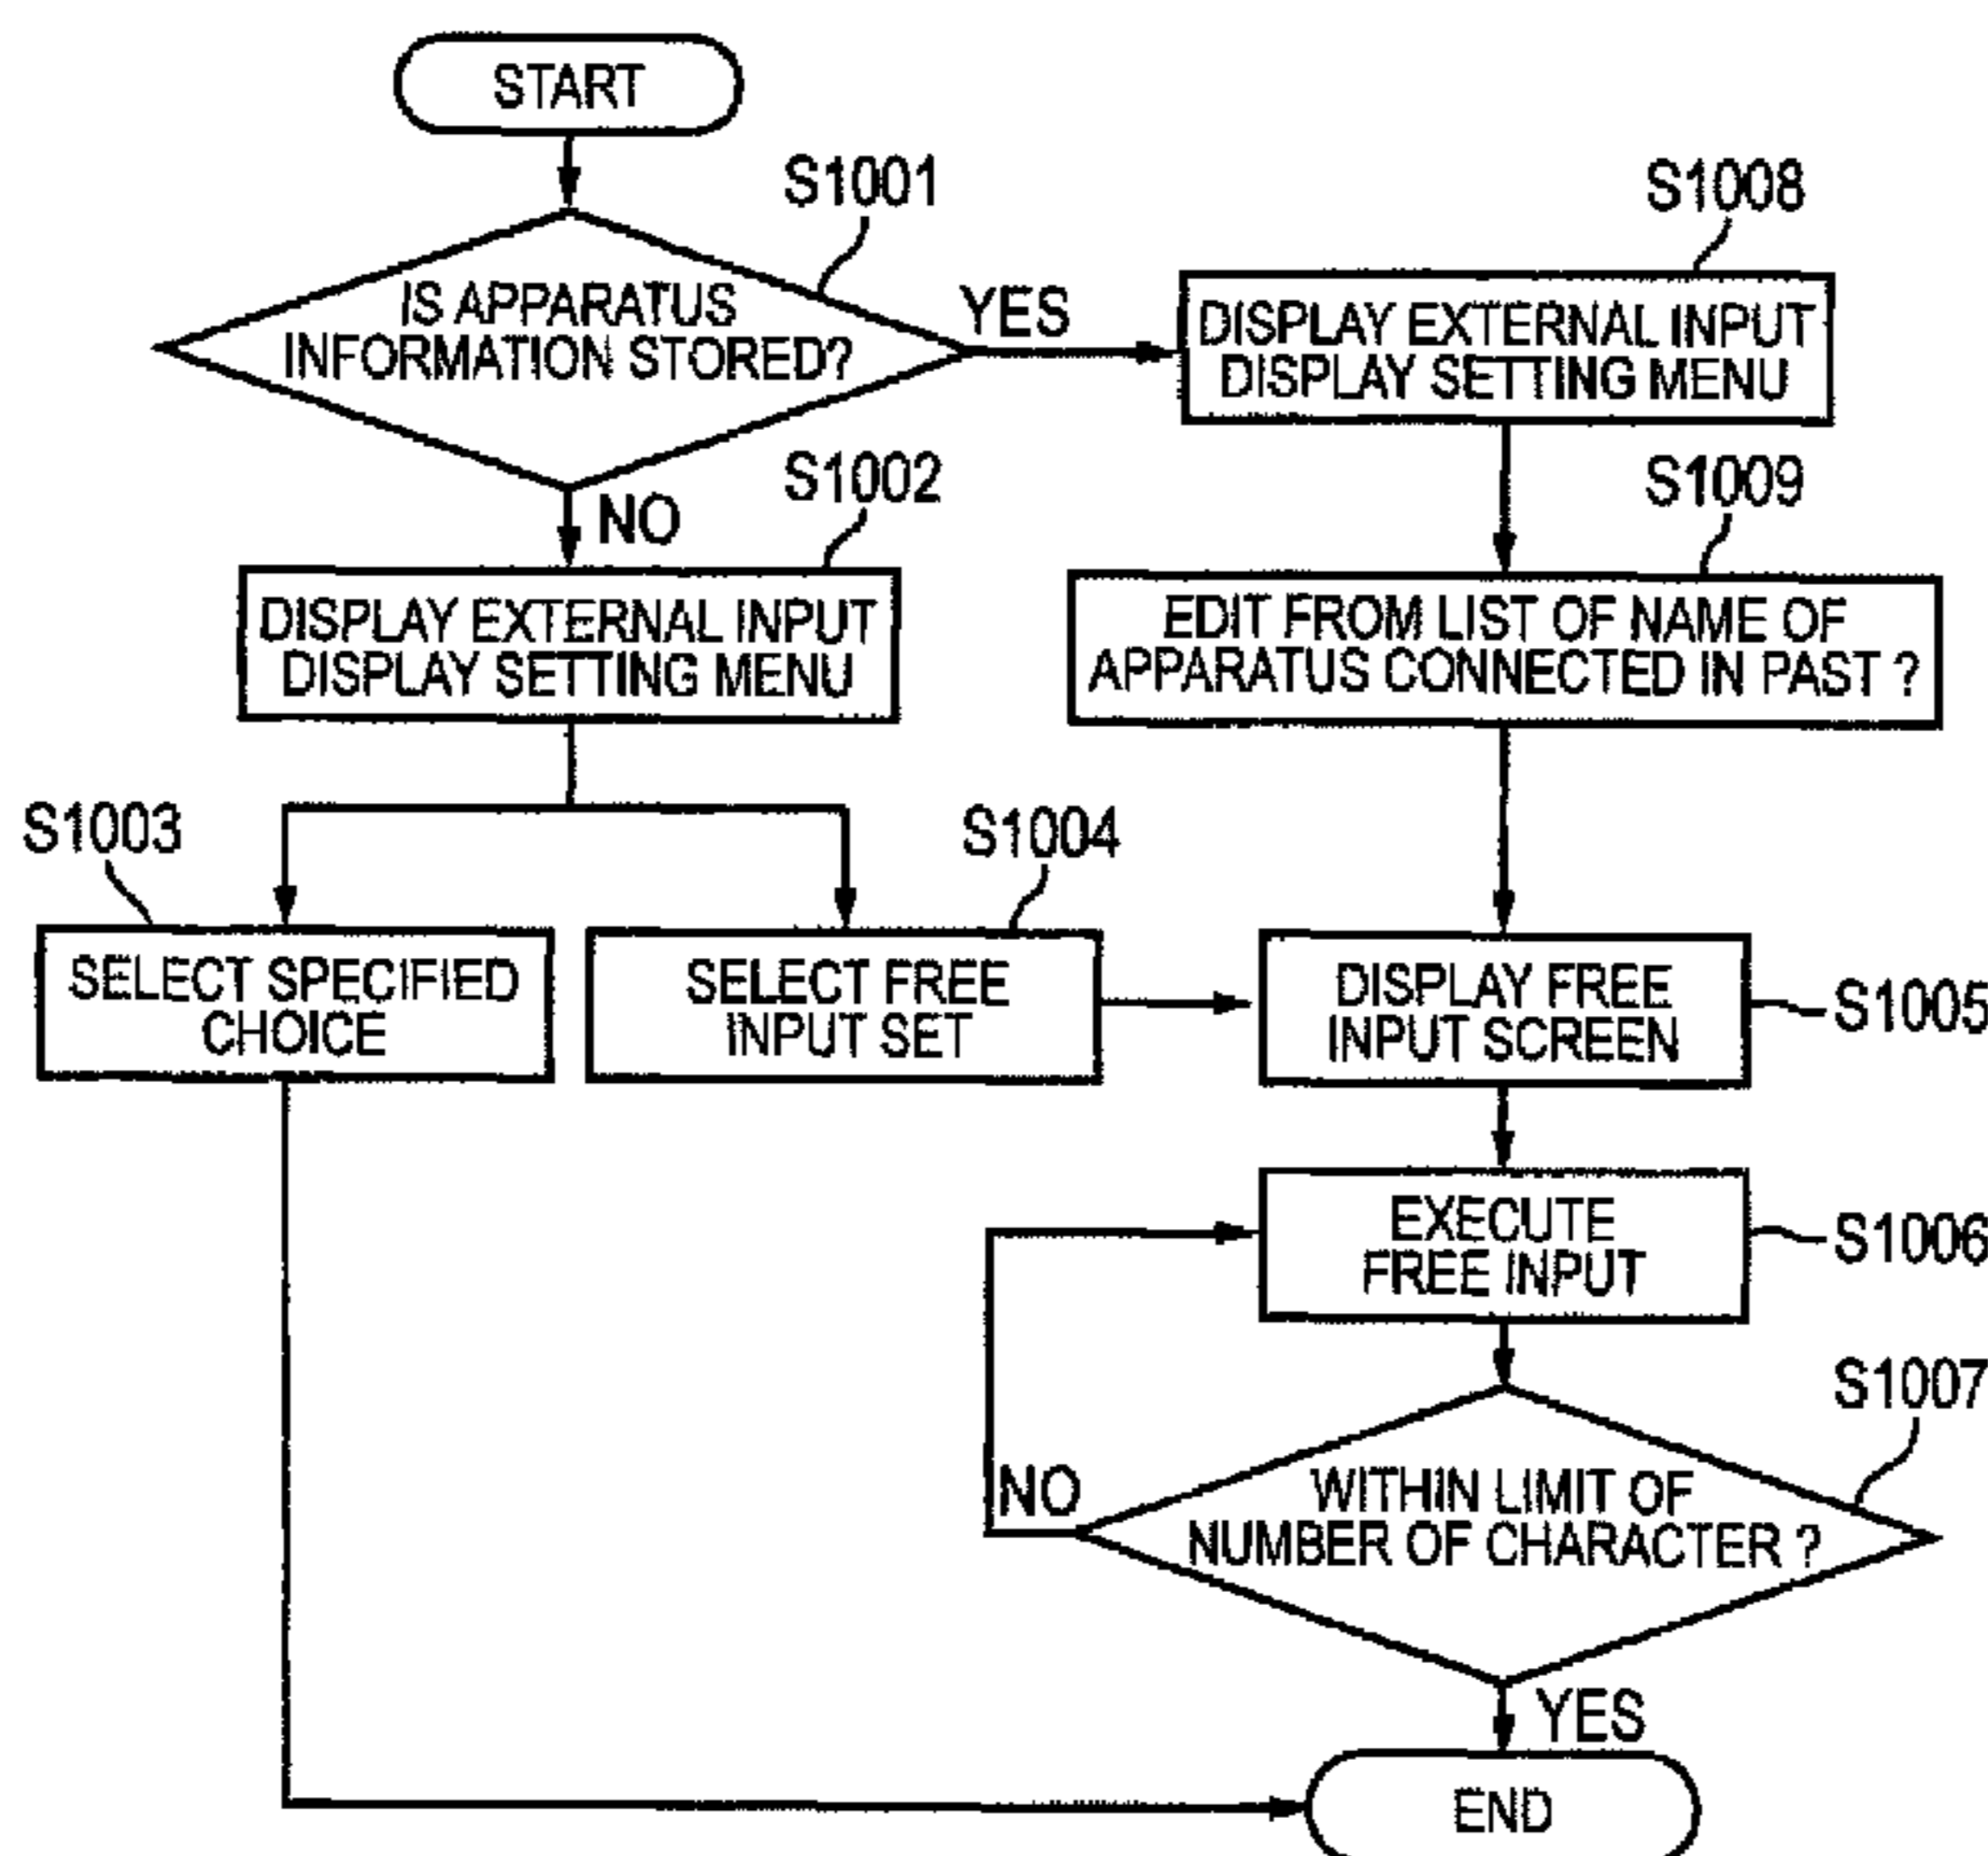 START
S1001
S1008
IS APPARATUS
INFORMATION STORED?
YES
DISPLAY EXTERNAL INPUT
DISPLAY SETTING MENU
NO
S1002
S1009
DISPLAY EXTERNAL INPUT
DISPLAY SETTING MENU
EDIT FROM LIST OF NAME OF
APPARATUS CONNECTED IN PAST ?
S1003
S1004
SELECT SPECIFIED
CHOICE
SELECT FREE
INPUT SET
DISPLAY FREE
INPUT SCREEN
S1005
EXECUTE
FREE INPUT
S1006
S1007
NO
WITHIN LIMIT OF
NUMBER OF CHARACTER ?
YES
END